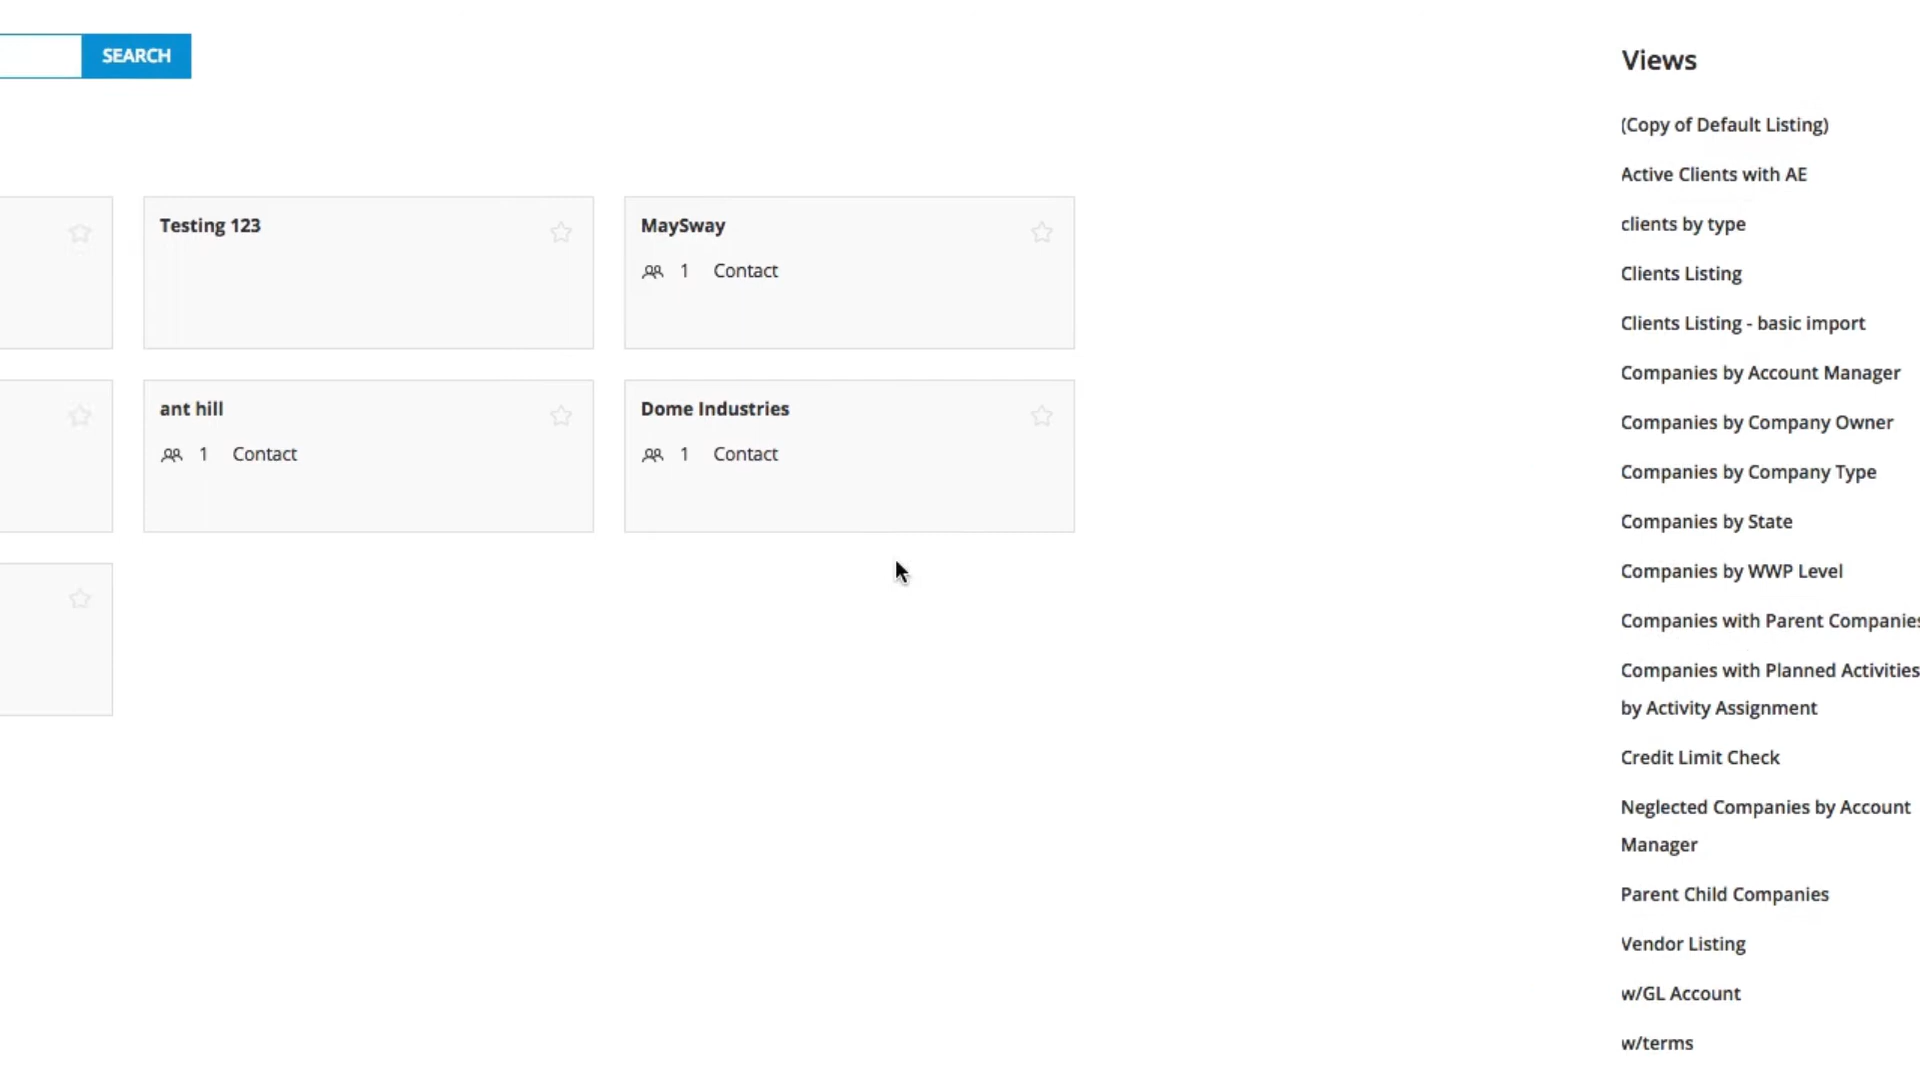 SEARCH
Testing 123
MaySway
1 Contact
ant hill
1 Contact
Dome Industries
1 Contact
Views
(Copy of Default Listing)
Active Clients with AE
clients by type
Clients Listing
Clients Listing - basic import
Companies by Account Manager
Companies by Company Owner
Companies by Company Type
Companies by State
Companies by WWP Level
Companies with Parent Companies
Companies with Planned Activities
by Activity Assignment
Credit Limit Check
Neglected Companies by Account
Manager
Parent Child Companies
Vendor Listing
w/GL Account
w/terms